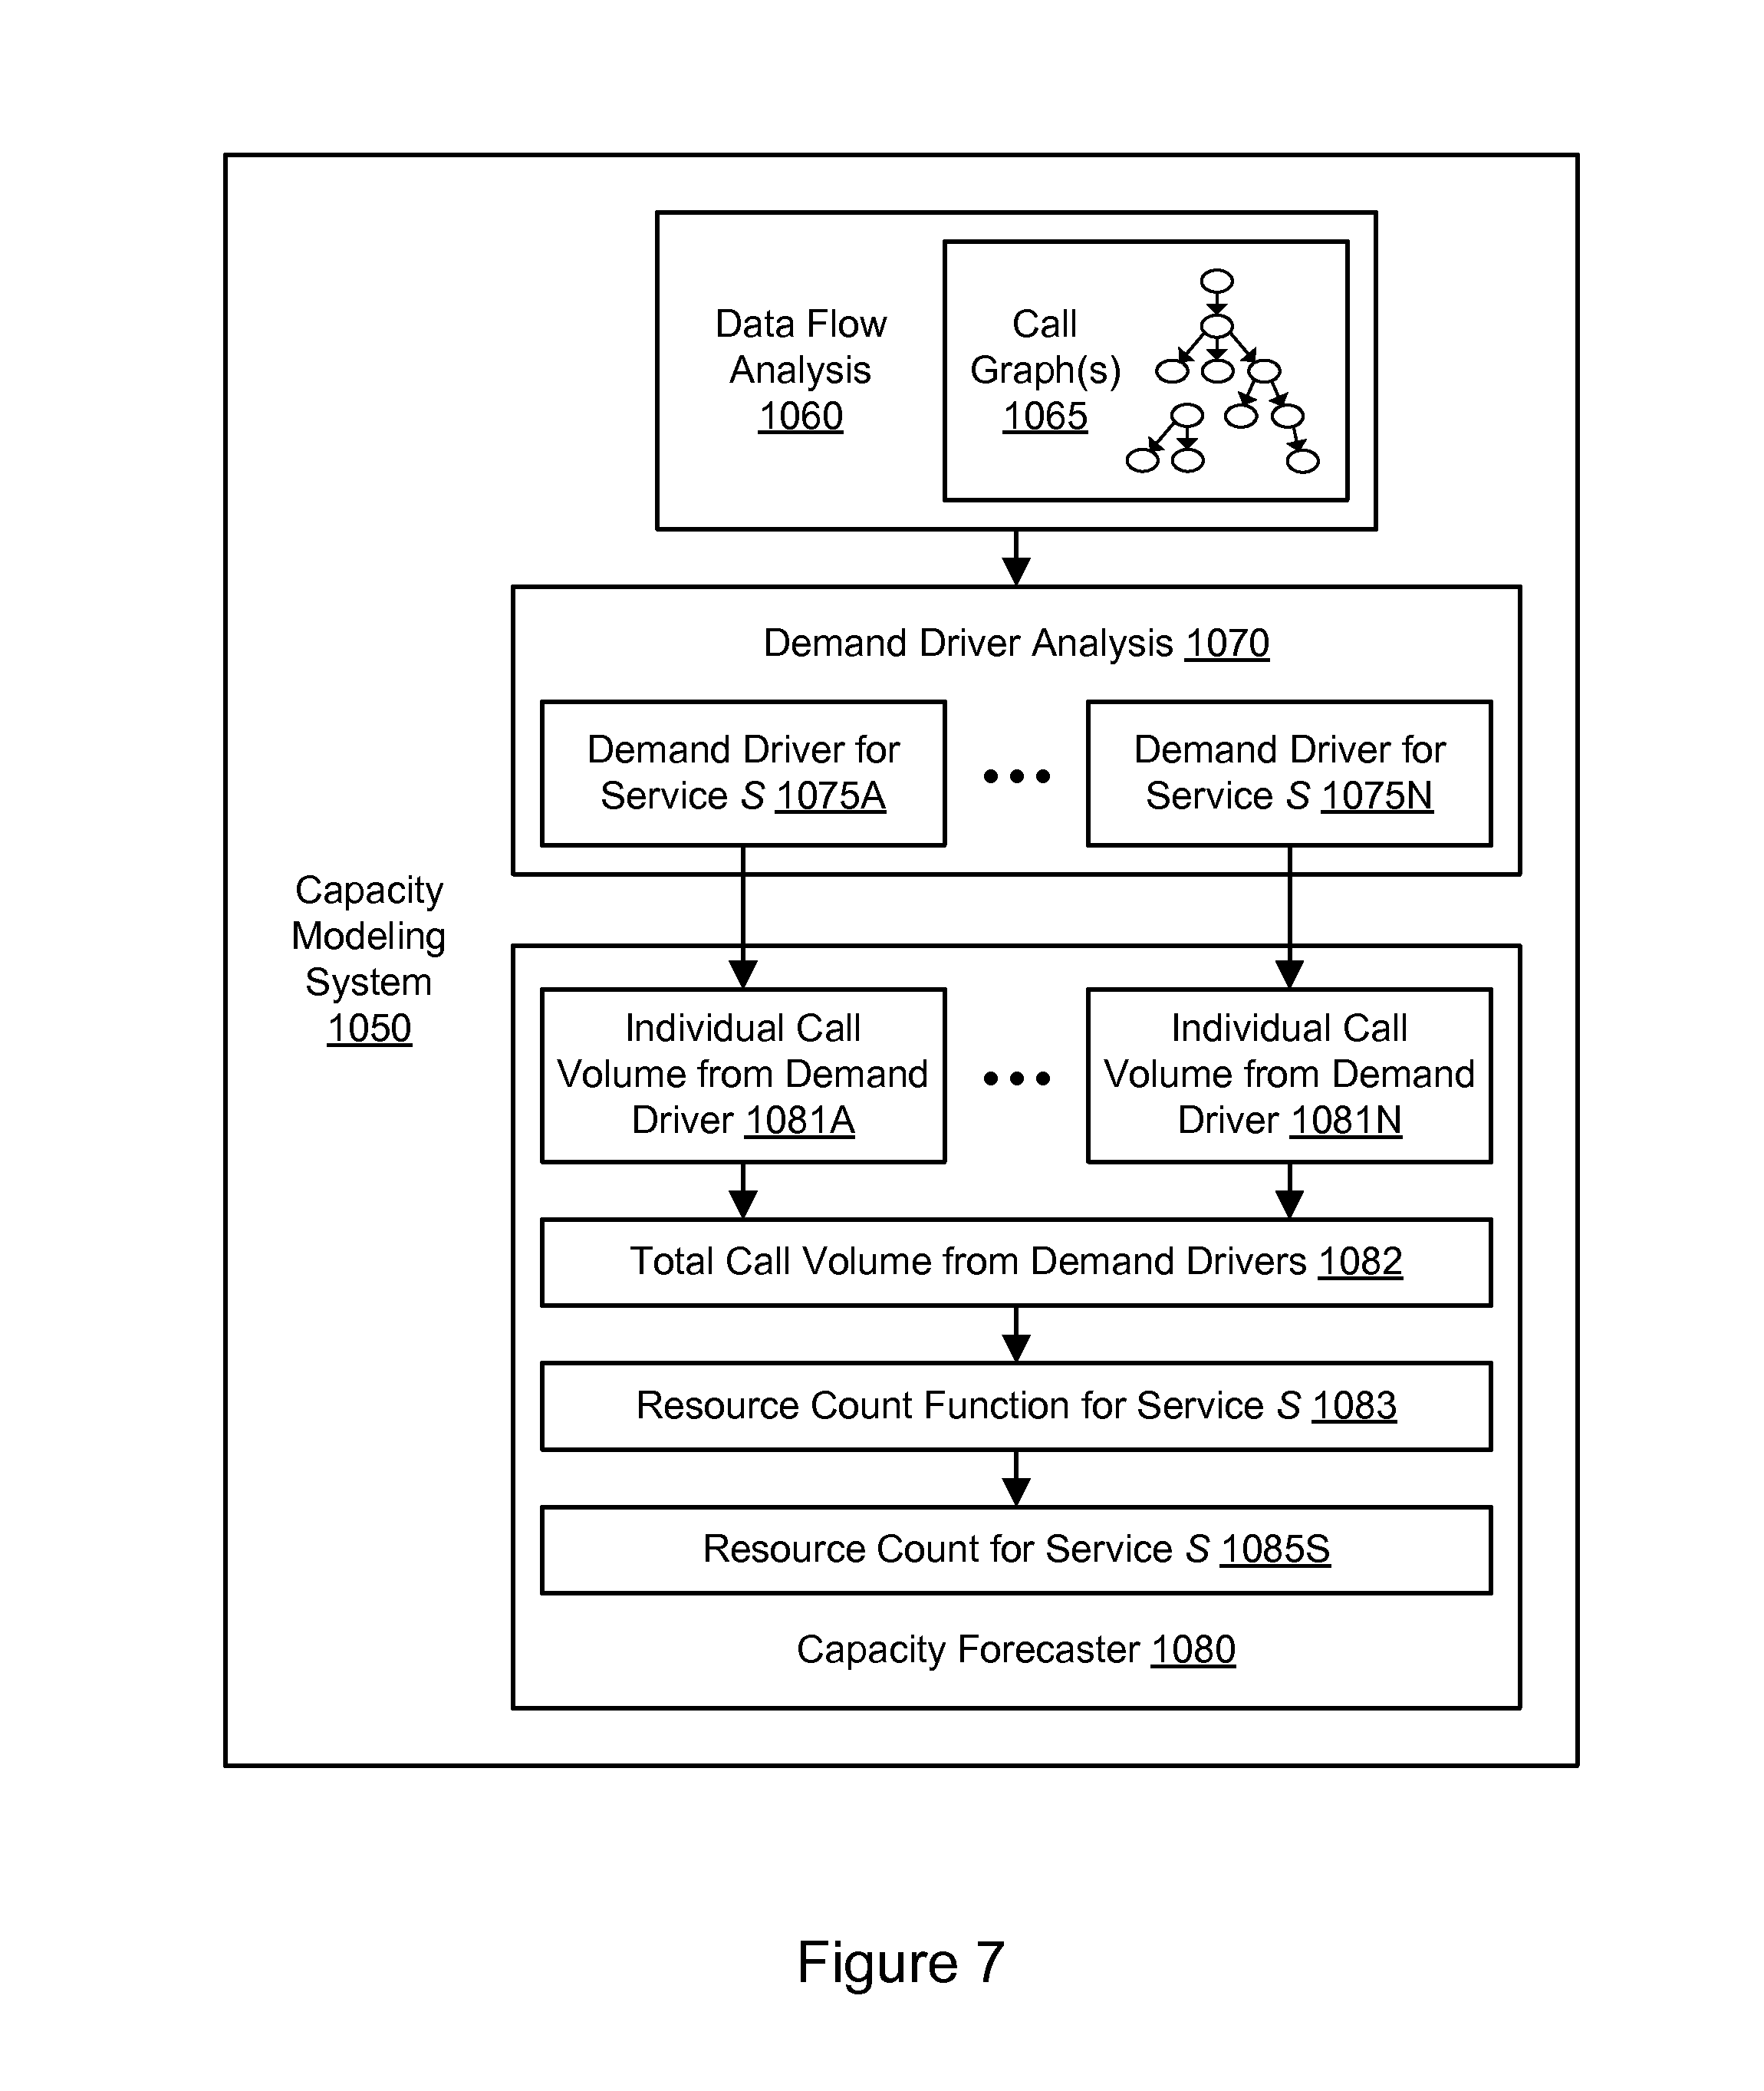 Data Flow
Analysis
1060
Call
Graph(s)
1065
Demand Driver Analysis 1070
Demand Driver for
Service S 1075A
Demand Driver for
Service S 1075N
Capacity
Modeling
System
1050
Individual Call
Volume from Demand
Driver 1081A
Individual Call
Volume from Demand
Driver 1081N
Total Call Volume from Demand Drivers 1082
Resource Count Function for Service S 1083
Resource Count for Service S 1085S
Capacity Forecaster 1080
Figure 7